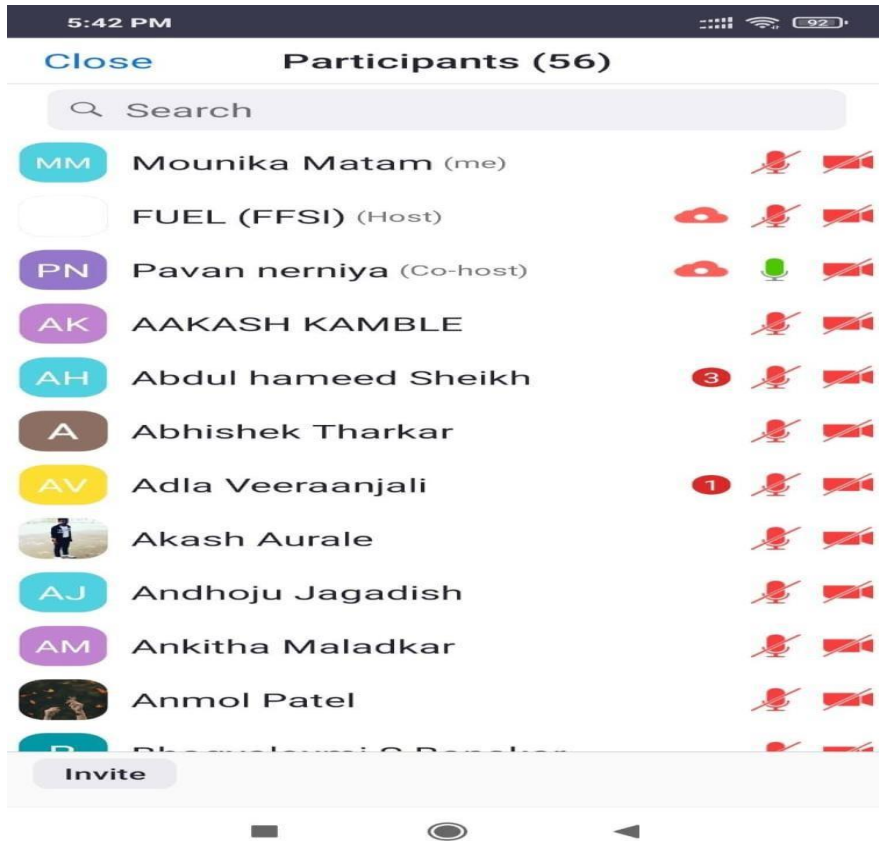 5:42 PM 92
Close Participants (56)
Search
MM Mounika Matam (me)
FUEL (FFSI) (Host)
PN Pavan nerniya (Co-host)
AK AAKASH KAMBLE
AH Abdul hameed Sheikh 3
A Abhishek Tharkar
AV Adla Veeraanjali 1
Akash Aurale
AJ Andhoju Jagadish
AM Ankitha Maladkar
Anmol Patel
Invite